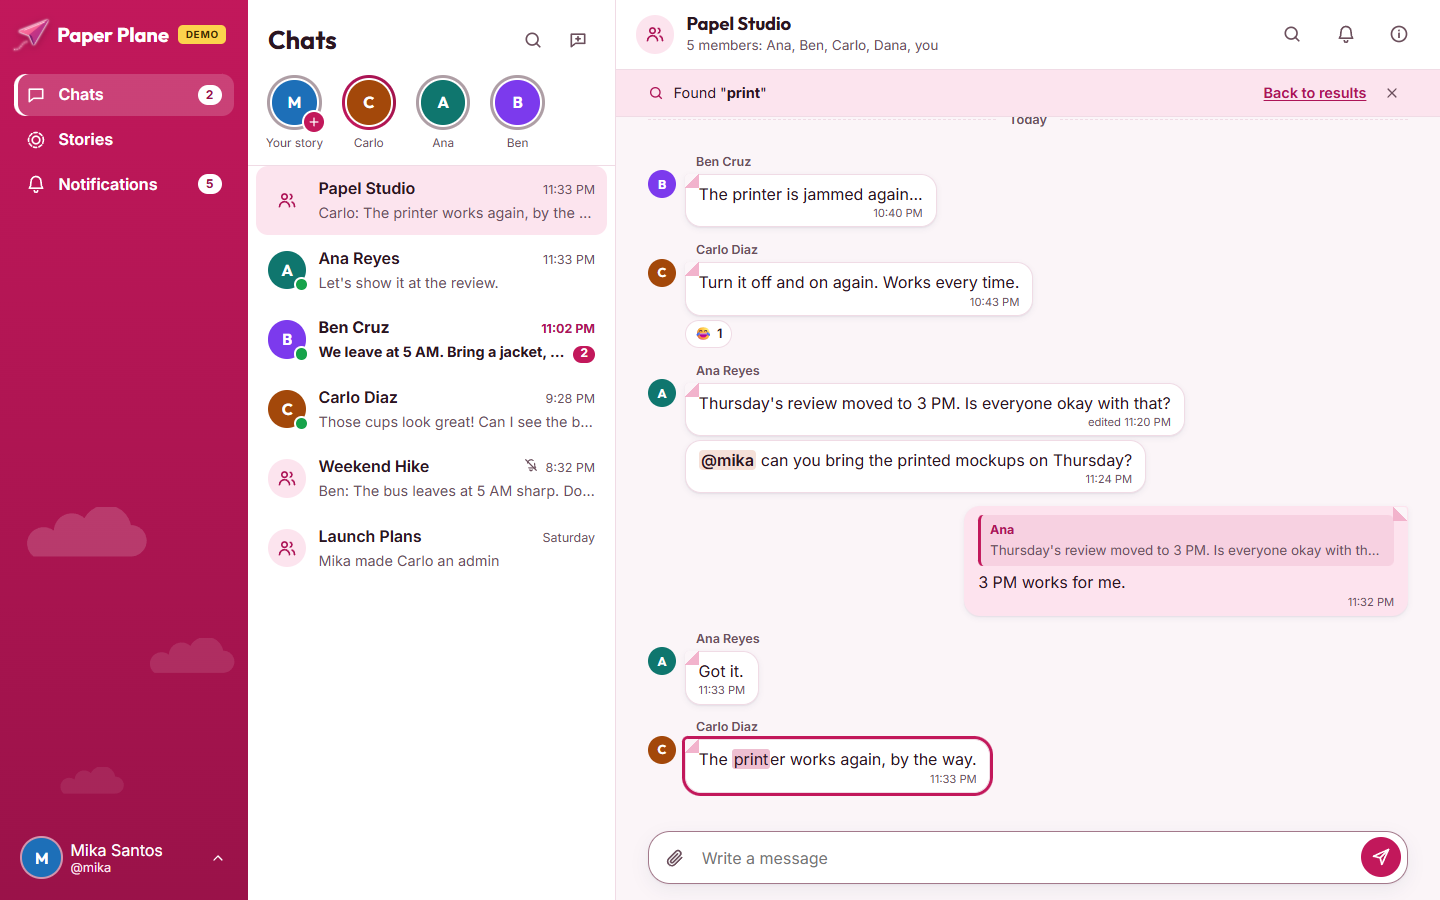 Paper Plane DEMO
Chats 2
Stories
Notifications 5
Mika Santos
@mika
Chats
M
C
A
B
Your story
Carlo
Ana
Ben
Papel Studio 11:33 PM
Carlo: The printer works again, by the ...
A
Ana Reyes 11:33 PM
Let's show it at the review.
B
Ben Cruz 11:02 PM
We leave at 5 AM. Bring a jacket, ... 2
C
Carlo Diaz 9:28 PM
Those cups look great! Can I see the b...
Weekend Hike 8:32 PM
Ben: The bus leaves at 5 AM sharp. Do...
Launch Plans Saturday
Mika made Carlo an admin
M
Papel Studio
5 members: Ana, Ben, Carlo, Dana, you
Found "print" Back to results
Today
Ben Cruz
B
The printer is jammed again...
10:40 PM
Carlo Diaz
C
Turn it off and on again. Works every time.
10:43 PM
😂 1
Ana Reyes
A
Thursday's review moved to 3 PM. Is everyone okay with that?
edited 11:20 PM
@mika can you bring the printed mockups on Thursday?
11:24 PM
Ana
Thursday's review moved to 3 PM. Is everyone okay with th...
3 PM works for me.
11:32 PM
Ana Reyes
A
Got it.
11:33 PM
Carlo Diaz
C
The printer works again, by the way.
11:33 PM
Write a message